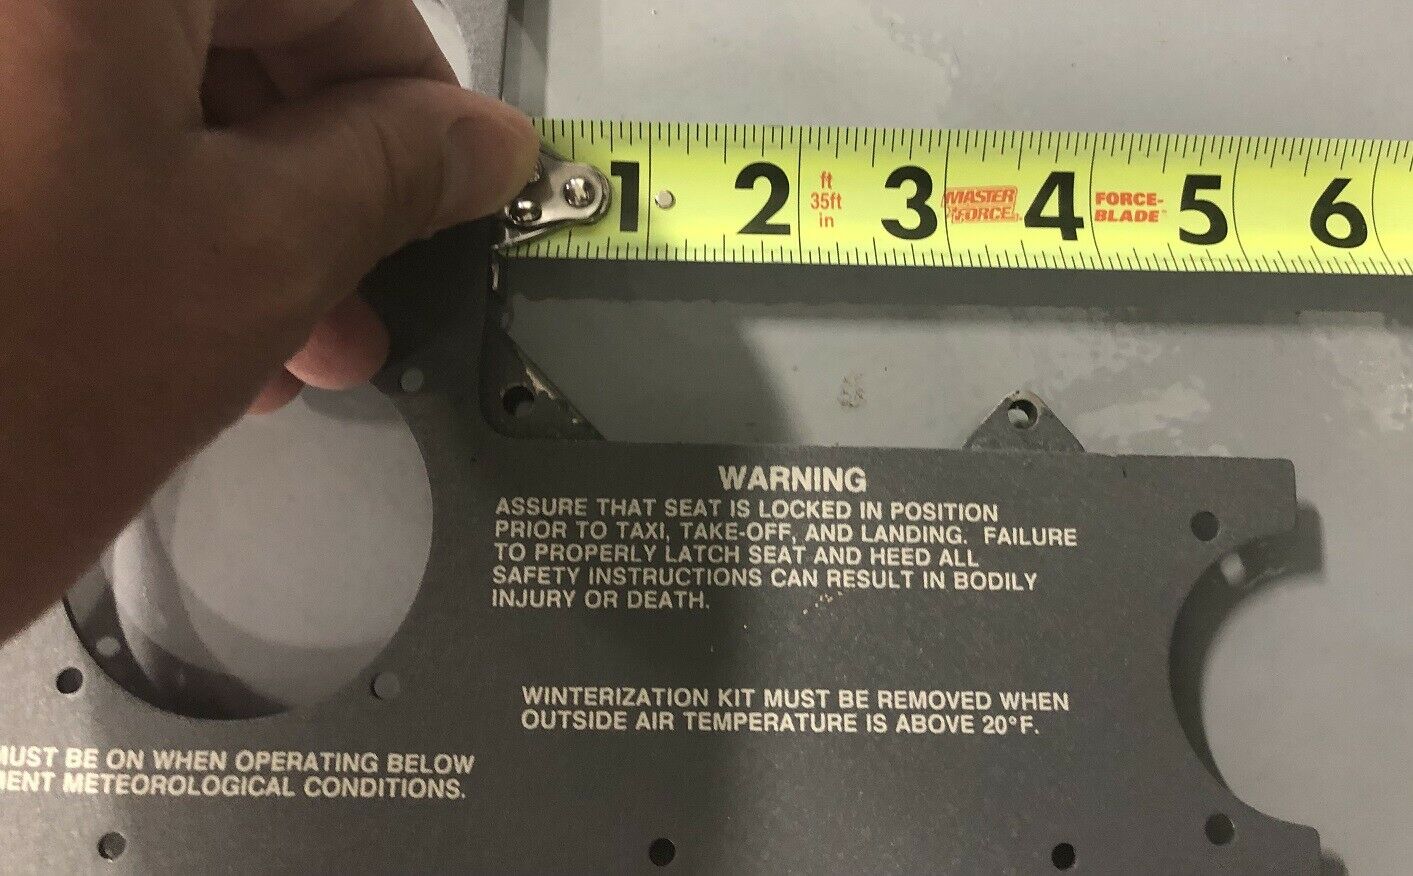 1 2 3 4 5 6
ft
35ft
in
MASTER
FORCE
FORCE-
BLADE™
WARNING
ASSURE THAT SEAT IS LOCKED IN POSITION
PRIOR TO TAXI, TAKE-OFF, AND LANDING. FAILURE
TO PROPERLY LATCH SEAT AND HEED ALL
SAFETY INSTRUCTIONS CAN RESULT IN BODILY
INJURY OR DEATH.
WINTERIZATION KIT MUST BE REMOVED WHEN
OUTSIDE AIR TEMPERATURE IS ABOVE 20°F.
MUST BE ON WHEN OPERATING BELOW
METEOROLOGICAL CONDITIONS.